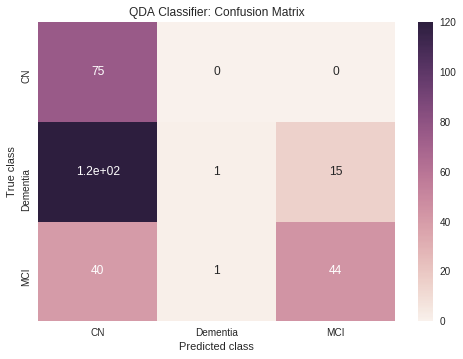 QDA Classifier: Confusion Matrix
True class
CN
Dementia
MCI
75 0 0
1.2e+02 1 15
40 1 44
CN Dementia MCI
Predicted class
120
100
80
60
40
20
0